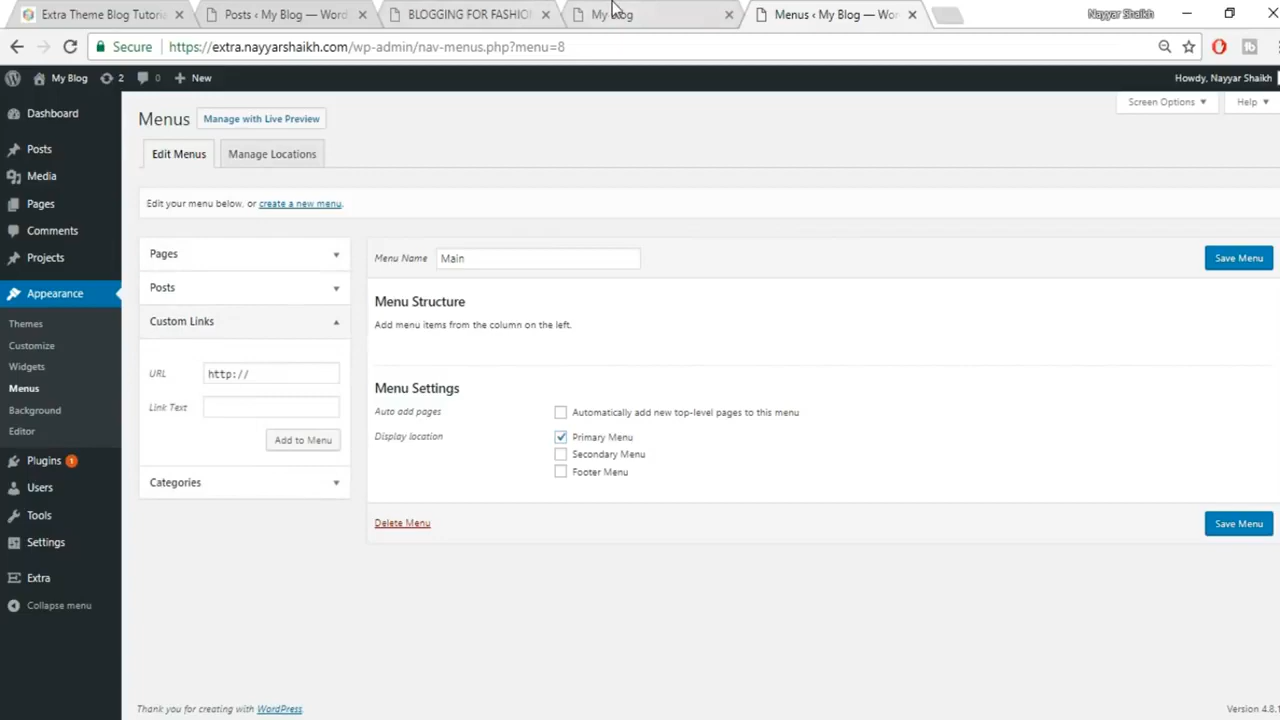 Extra Theme Blog Tutori
Posts ‹ My Blog — Word
BLOGGING FOR FASHIO
My Blog
Menus ‹ My Blog — Wor
Nayyar Shaikh
Secure
https://extra.nayyarshaikh.com/wp-admin/nav-menus.php?menu=8
My Blog
2
0
New
Howdy, Nayyar Shaikh
Dashboard
Posts
Media
Pages
Comments
Projects
Appearance
Themes
Customize
Widgets
Menus
Background
Editor
Plugins 1
Users
Tools
Settings
Extra
Collapse menu
Screen Options
Help
Menus
Manage with Live Preview
Edit Menus
Manage Locations
Edit your menu below, or create a new menu.
Pages
Posts
Custom Links
URL
http://
Link Text
Add to Menu
Categories
Menu Name
Main
Save Menu
Menu Structure
Add menu items from the column on the left.
Menu Settings
Auto add pages
Automatically add new top-level pages to this menu
Display location
Primary Menu
Secondary Menu
Footer Menu
Delete Menu
Save Menu
Thank you for creating with WordPress.
Version 4.8.1